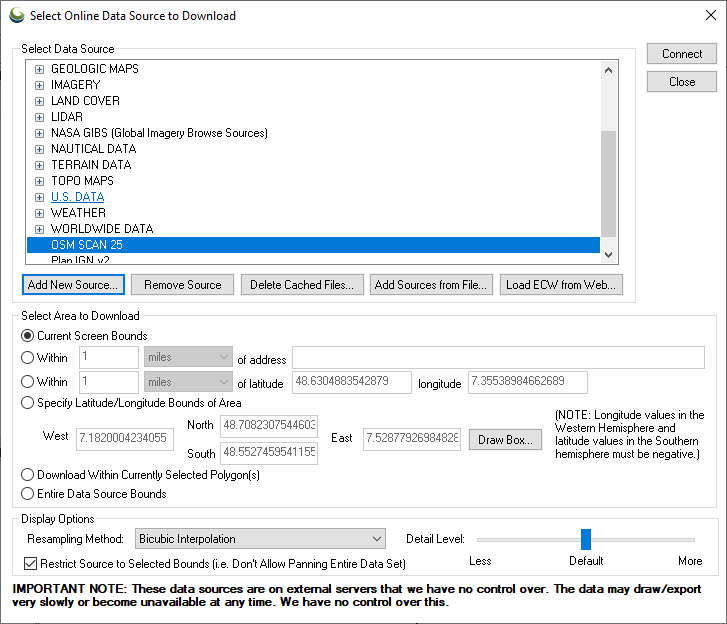 Select Online Data Source to Download
Select Data Source
Connect
Close
GEOLOGIC MAPS
IMAGERY
LAND COVER
LIDAR
NASA GIBS (Global Imagery Browse Sources)
NAUTICAL DATA
TERRAIN DATA
TOPO MAPS
U.S. DATA
WEATHER
WORLDWIDE DATA
OSM SCAN 25
Plan IGN v2
Add New Source... Remove Source Delete Cached Files... Add Sources from File... Load ECW from Web...
Select Area to Download
Current Screen Bounds
Within 1 miles of address
Within 1 miles of latitude 48.6304883542879 longitude 7.35538984662689
Specify Latitude/Longitude Bounds of Area
North 48.7082307544603
West 7.1820004234055 East 7.52877926984828 Draw Box...
South 48.5527459541155
(NOTE: Longitude values in the
Western Hemisphere and
latitude values in the Southern
hemisphere must be negative.)
Download Within Currently Selected Polygon(s)
Entire Data Source Bounds
Display Options
Resampling Method: Bicubic Interpolation Detail Level:
Less Default More
Restrict Source to Selected Bounds (i.e. Don't Allow Panning Entire Data Set)
IMPORTANT NOTE: These data sources are on external servers that we have no control over. The data may draw/export
very slowly or become unavailable at any time. We have no control over this.